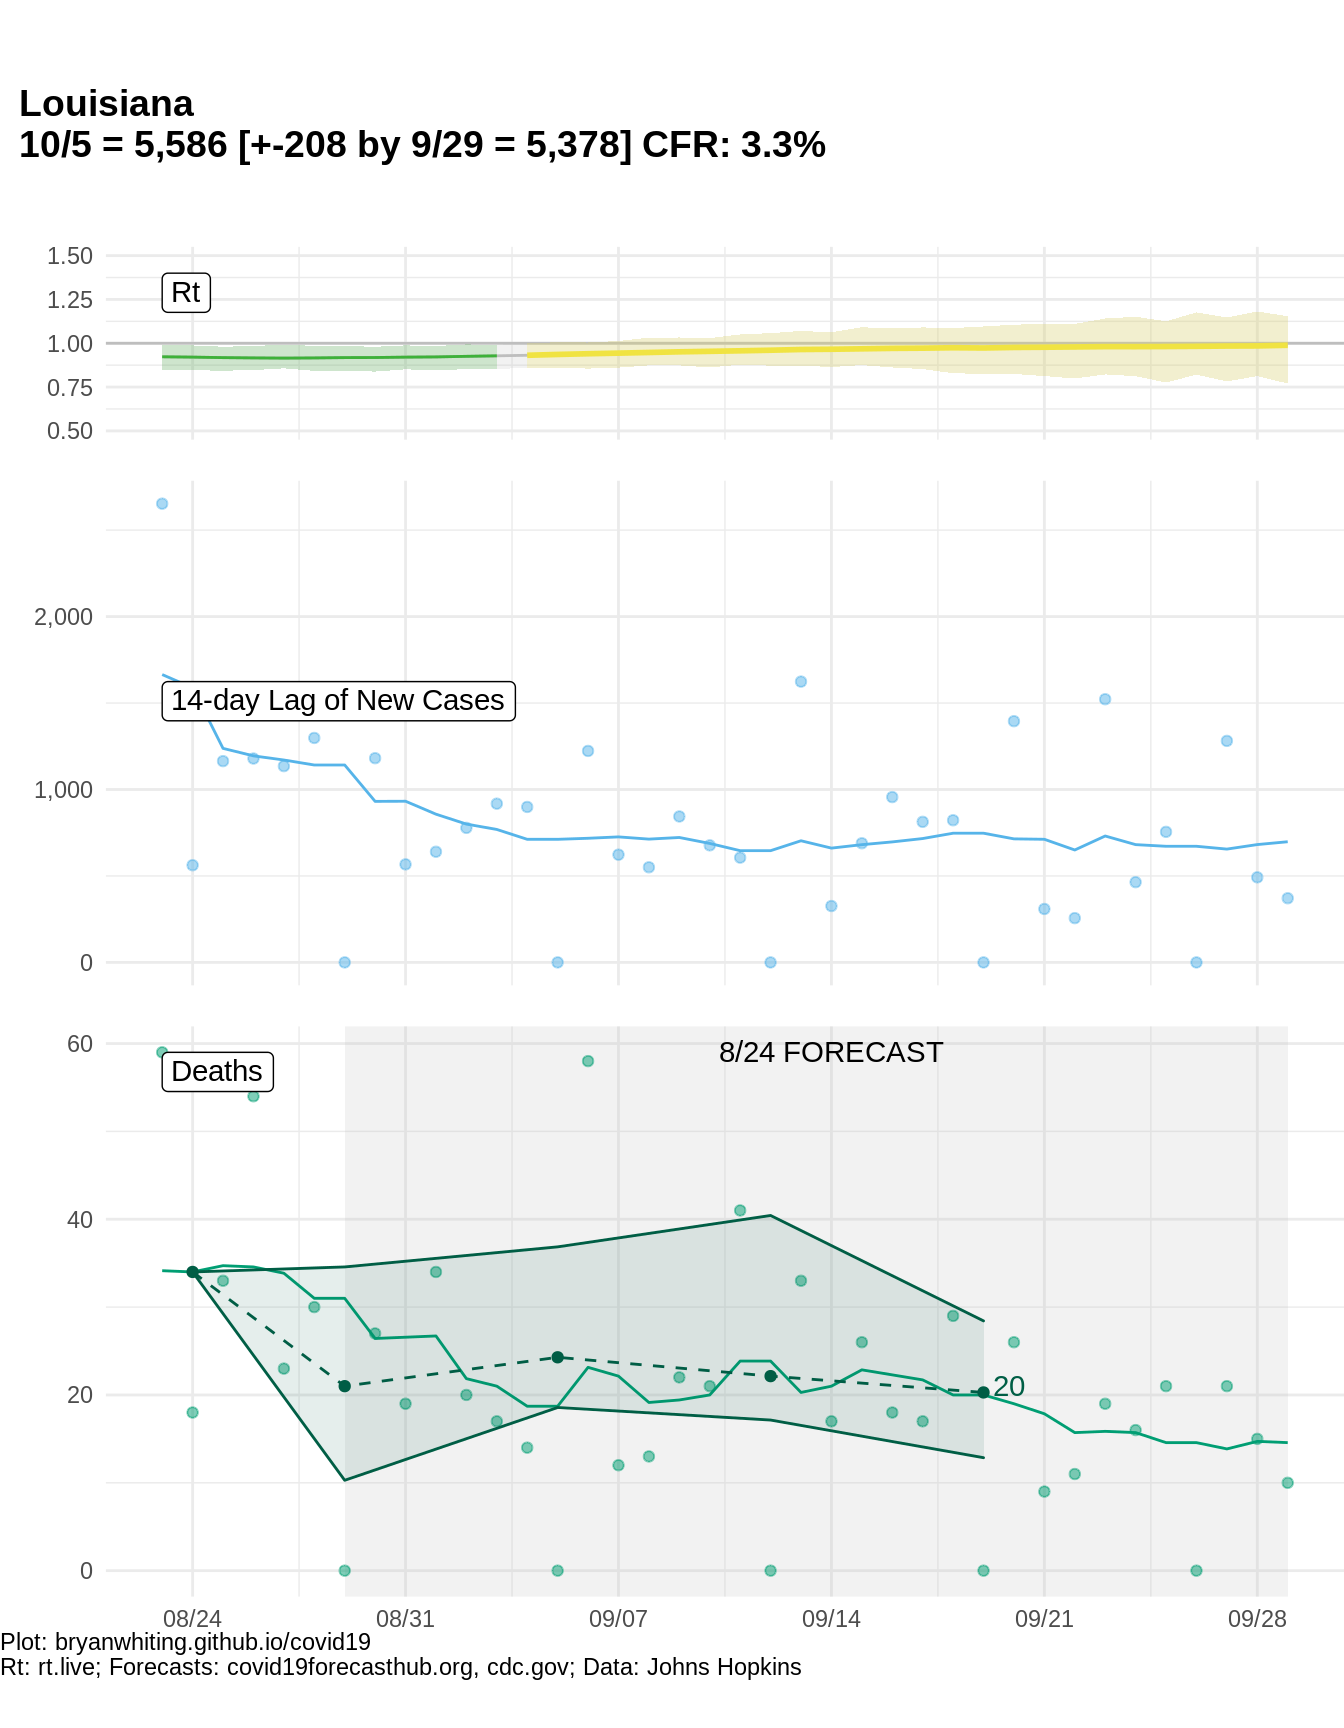 Louisiana
10/5 = 5,586 [+-208 by 9/29 = 5,378] CFR: 3.3%
1.50
1.25
1.00
0.75
0.50
Rt
2,000
1,000
0
14-day Lag of New Cases
60
40
20
0
Deaths
8/24 FORECAST
20
08/24 08/31 09/07 09/14 09/21 09/28
Plot: bryanwhiting.github.io/covid19
Rt: rt.live; Forecasts: covid19forecasthub.org, cdc.gov; Data: Johns Hopkins